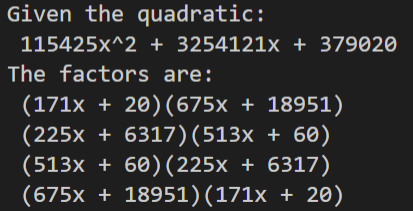 Given the quadratic:
115425x^2 + 3254121x + 379020
The factors are:
(171x + 20)(675x + 18951)
(225x + 6317)(513x + 60)
(513x + 60)(225x + 6317)
(675x + 18951)(171x + 20)